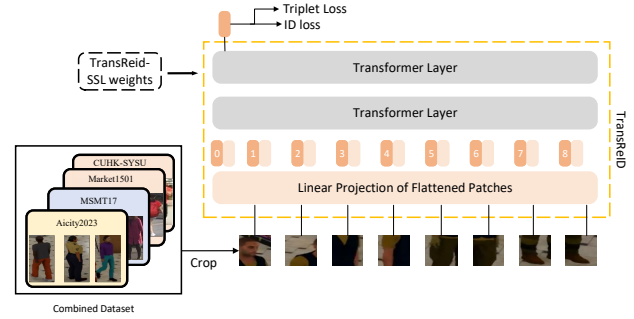 Triplet Loss
ID loss
TransReid-
SSL weights
Transformer Layer
Transformer Layer
TransReID
0 1 2 3 4 5 6 7 8
Linear Projection of Flattened Patches
CUHK-SYSU
Market1501
MSMT17
Aicity2023
Crop
Combined Dataset